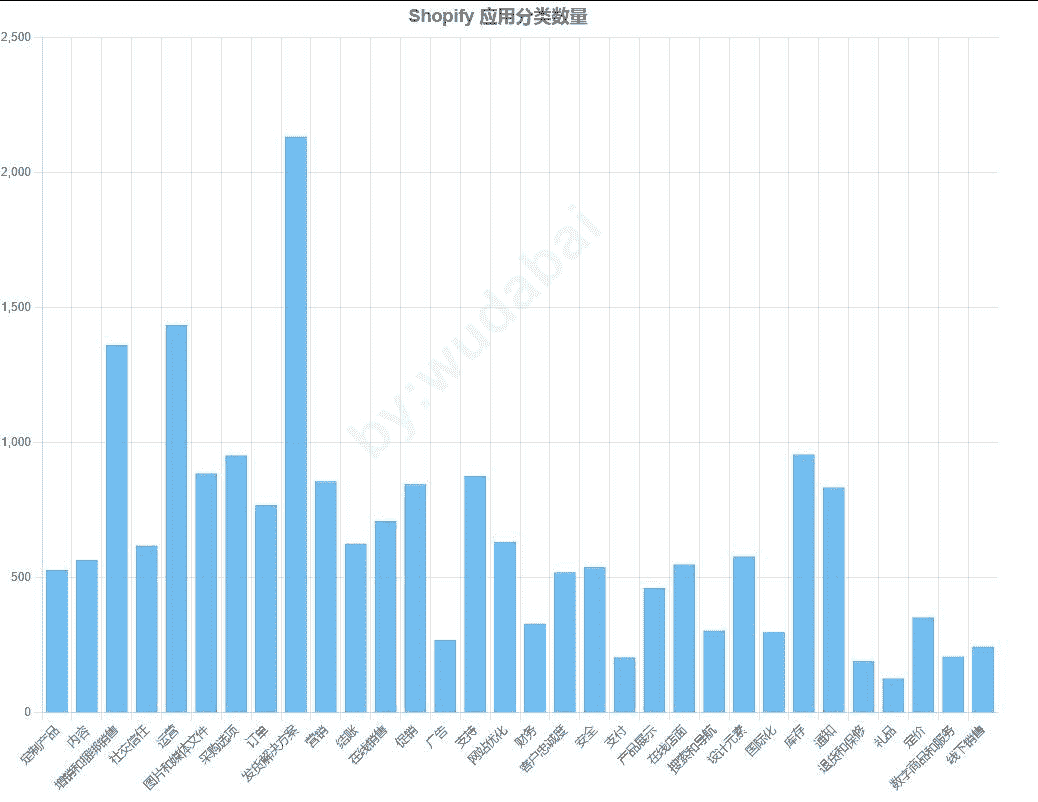 Shopify 应用分类数量
2,500
2,000
1,500
1,000
500
0
by:wudabai
定制产品
内容
增销和捆绑销售
社交信任
运营
图片和媒体文件
采购选项
订单
发货解决方案
营销
结账
在线销售
促销
广告
支持
网站优化
财务
客户忠诚度
安全
支付
产品展示
在线店面
搜索和导航
设计元素
国际化
库存
通知
退货和保修
礼品
定价
数字商品和服务
线下销售